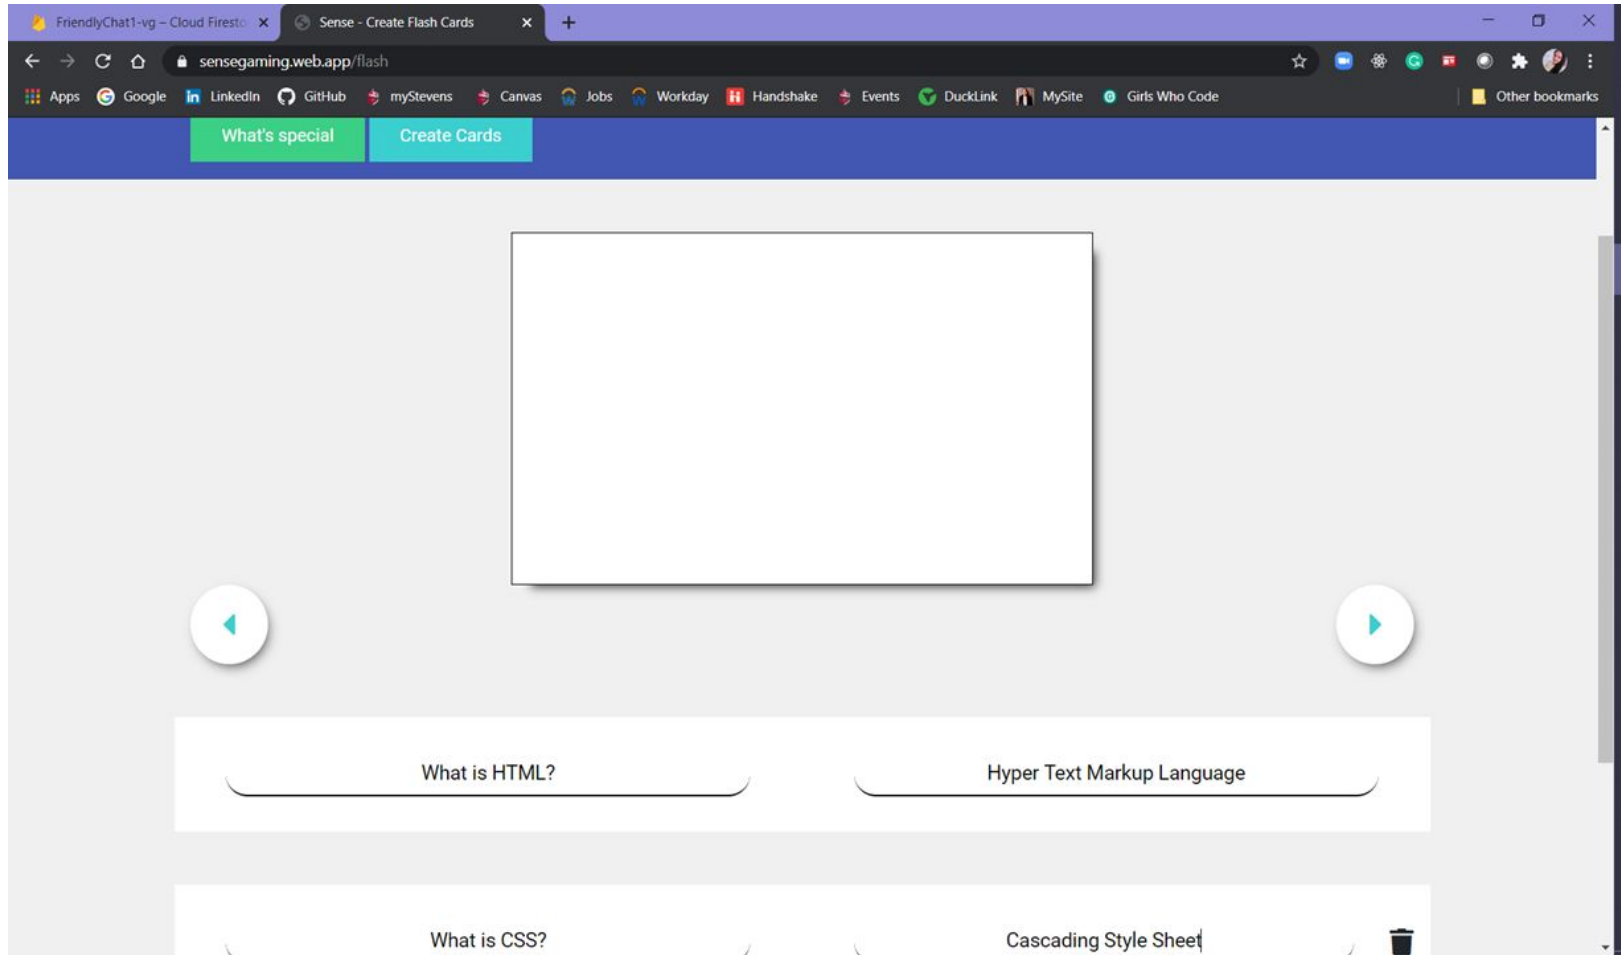 FriendlyChat1-vg – Cloud Firesto
Sense - Create Flash Cards
sensegaming.web.app/flash
Apps Google LinkedIn GitHub myStevens Canvas Jobs Workday Handshake Events DuckLink MySite Girls Who Code Other bookmarks
What's special Create Cards
What is HTML? Hyper Text Markup Language
What is CSS? Cascading Style Sheet